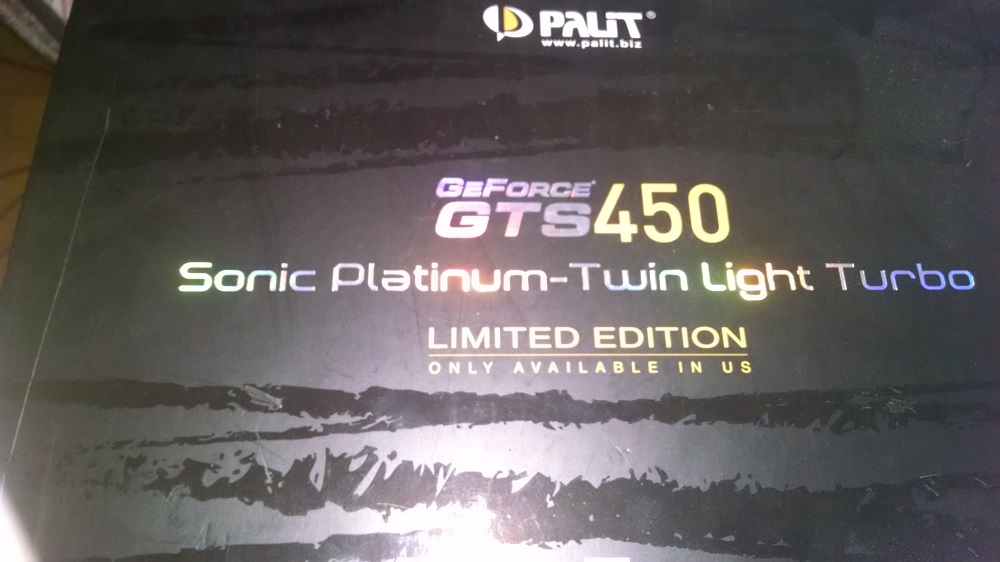 PALiT®
www.palit.biz
GEFORCE®
GTS450
Sonic Platinum-Twin Light Turbo
LIMITED EDITION
ONLY AVAILABLE IN US